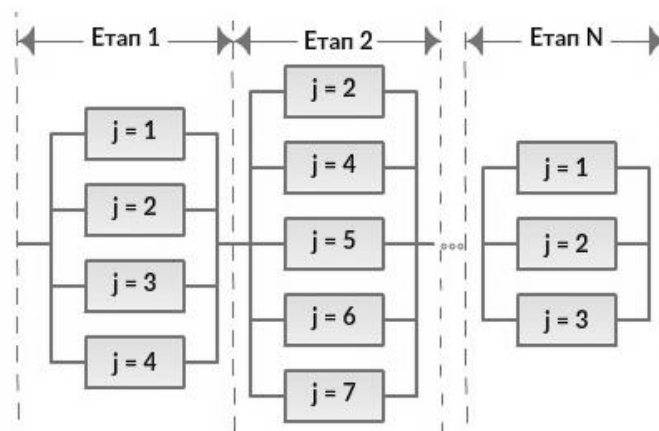 Етап 1
Етап 2
Етап N
j = 1
j = 2
j = 3
j = 4
j = 2
j = 4
j = 5
j = 6
j = 7
j = 1
j = 2
j = 3